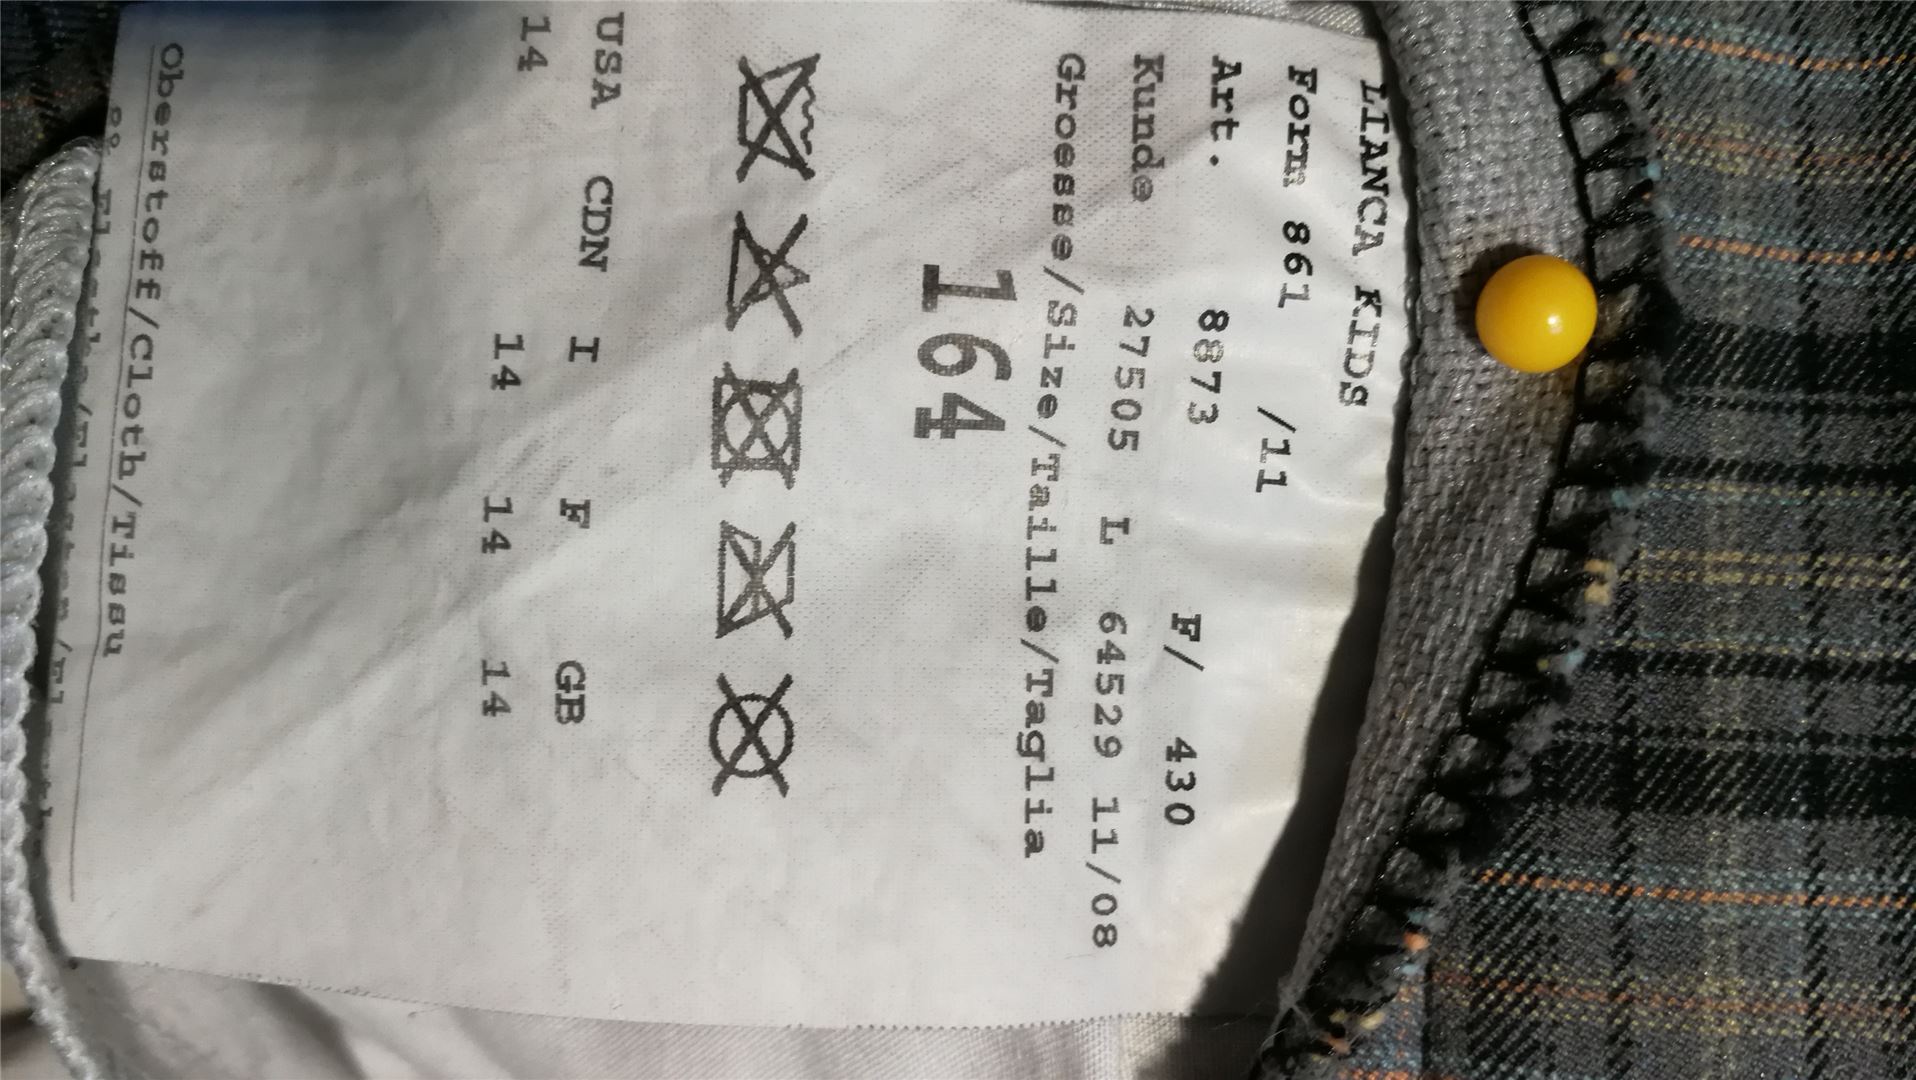 LIANCA KIDS
Form 861 /11
Art. 8873 F/ 430
Kunde 27505 L 64529 11/08
Groesse/Size/Taille/Taglia
164
USA CDN I F GB
14 14 14 14
Oberstoff/Cloth/Tissu